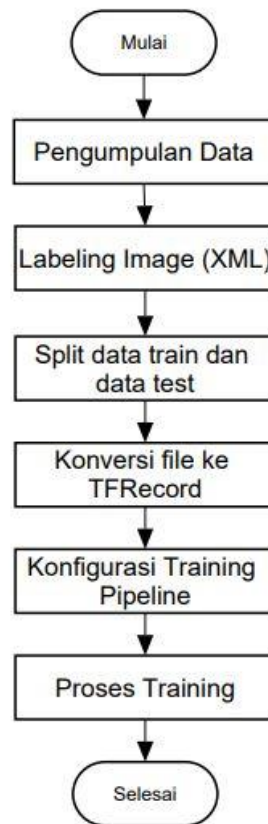 Mulai
Pengumpulan Data
Labeling Image (XML)
Split data train dan
data test
Konversi file ke
TFRecord
Konfigurasi Training
Pipeline
Proses Training
Selesai